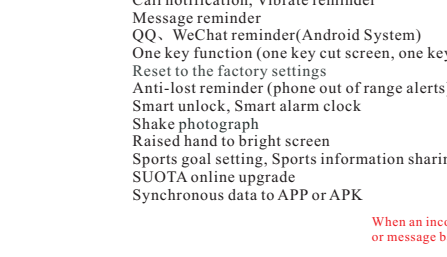 Call notification, Vibrate reminder
Message reminder
QQ、WeChat reminder(Android System)
One key function (one key cut screen, one key
Reset to the factory settings
Anti-lost reminder (phone out of range alerts
Smart unlock, Smart alarm clock
Shake photograph
Raised hand to bright screen
Sports goal setting, Sports information
SUOTA online upgrade
Synchronous data to APP or APK
When an
or message